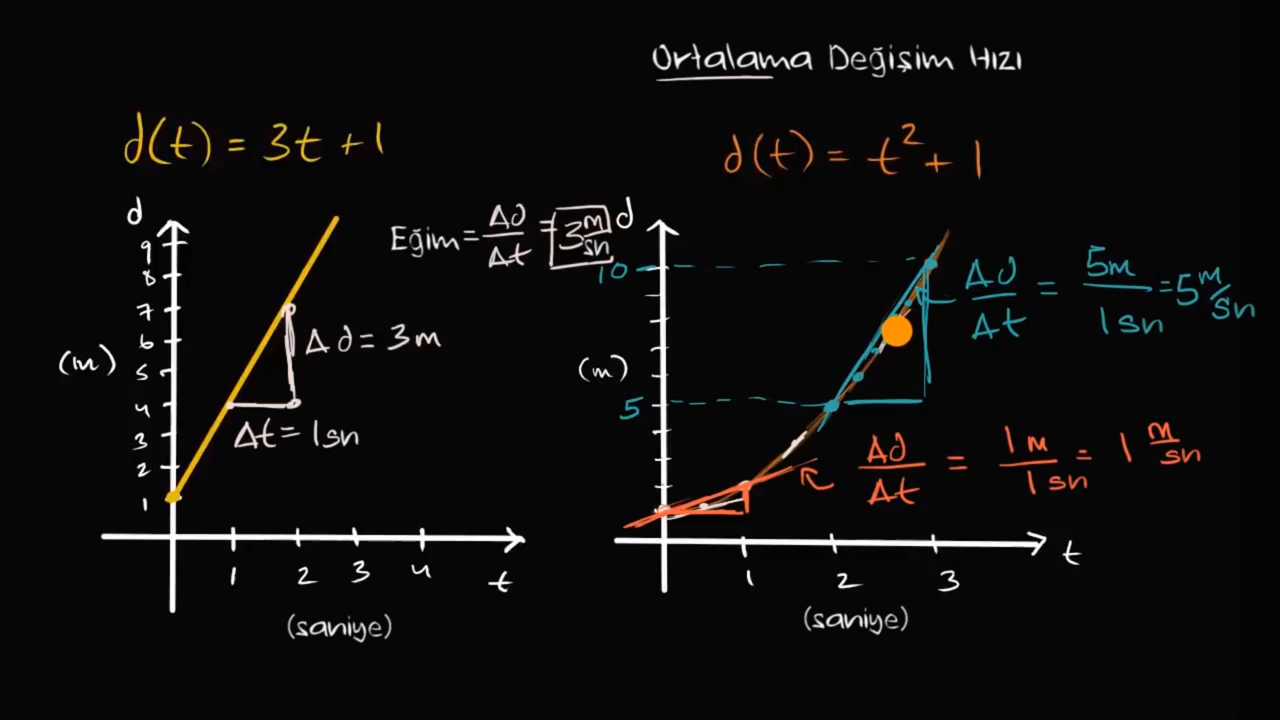 Ortalama Değişim Hızı
d(t) = 3t + 1
d
9
8
7
6
5
4
3
2
1
(m)
Eğim = Δd/Δt = 3 m/sn
Δd = 3m
Δt = 1sn
1 2 3 4 t
(saniye)
d(t) = t² + 1
d
10
(m)
5
Δd/Δt = 5m/1sn = 5 m/sn
Δd/Δt = 1m/1sn = 1 m/sn
1 2 3 t
(saniye)